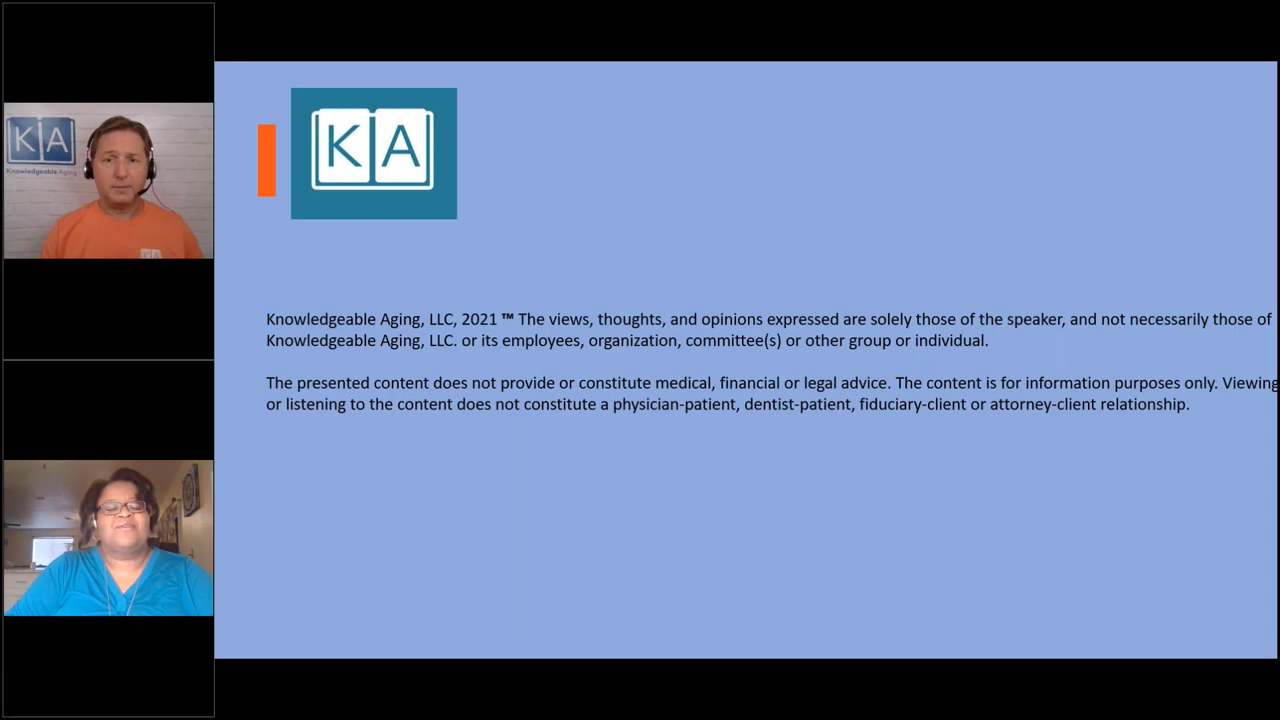 K A
Knowledgeable Aging
K A
K A
Knowledgeable Aging, LLC, 2021 ™ The views, thoughts, and opinions expressed are solely those of the speaker, and not necessarily those of
Knowledgeable Aging, LLC. or its employees, organization, committee(s) or other group or individual.
The presented content does not provide or constitute medical, financial or legal advice. The content is for information purposes only. Viewing
or listening to the content does not constitute a physician-patient, dentist-patient, fiduciary-client or attorney-client relationship.